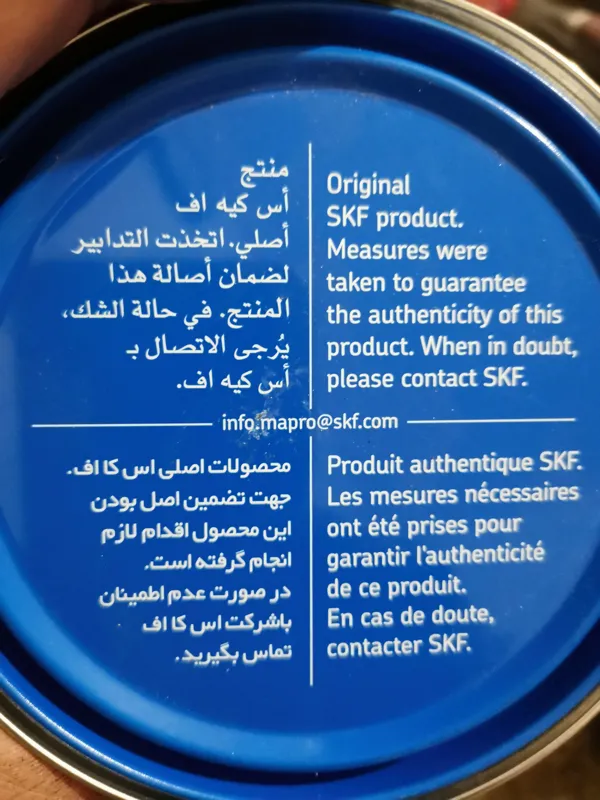 منتج
أس كيه اف
أصلي. اتخذت التدابير
لضمان أصالة هذا
المنتج. في حالة الشك،
يُرجى الاتصال بـ
أس كيه اف.
Original
SKF product.
Measures were
taken to guarantee
the authenticity of this
product. When in doubt,
please contact SKF.
info.mapro@skf.com
محصولات اصلی اس کا اف.
جهت تضمین اصل بودن
این محصول اقدام لازم
انجام گرفته است.
در صورت عدم اطمینان
باشرکت اس کا اف
تماس بگیرید.
Produit authentique SKF.
Les mesures nécessaires
ont été prises pour
garantir l'authenticité
de ce produit.
En cas de doute,
contacter SKF.